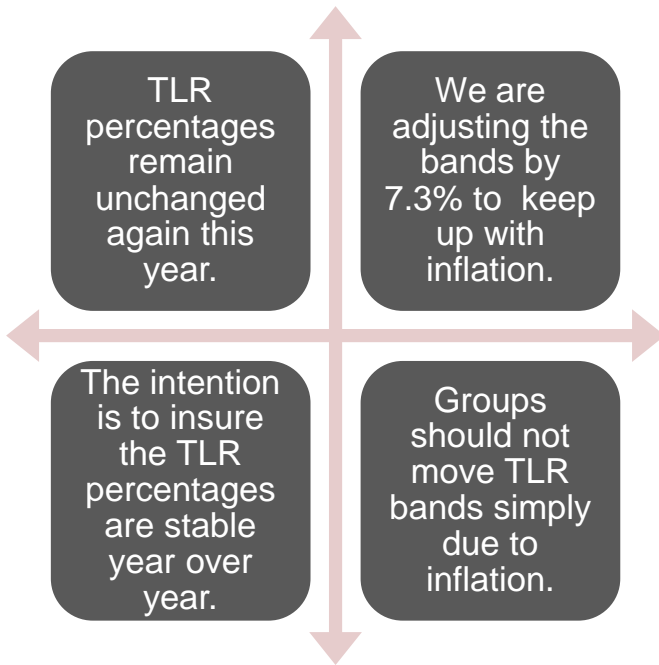 TLR
percentages
remain
unchanged
again this
year.
We are
adjusting the
bands by
7.3% to  keep
up with
inflation.
The intention
is to insure
the TLR
percentages
are stable
year over
year.
Groups
should not
move TLR
bands simply
due to
inflation.